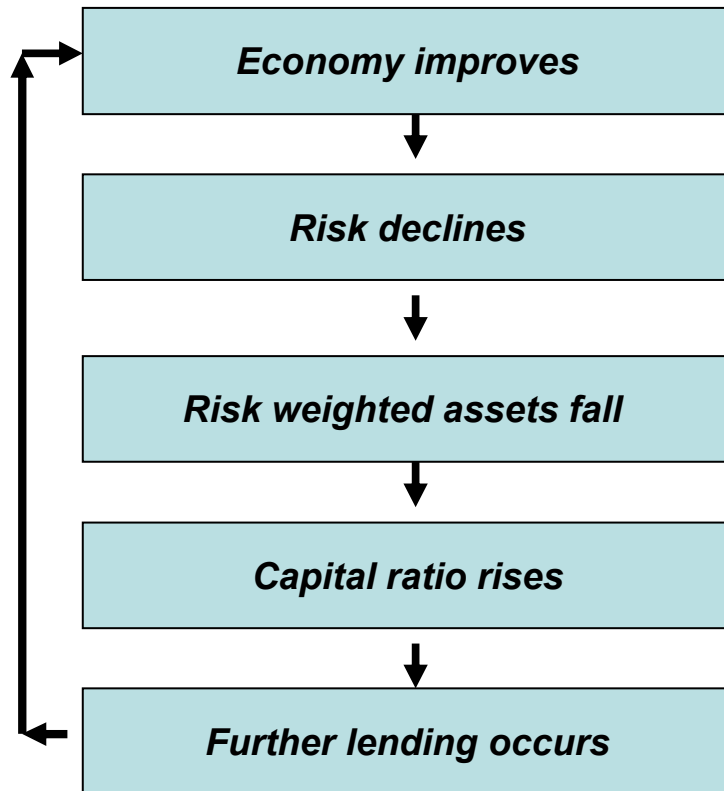 Economy improves
Risk declines
Risk weighted assets fall
Capital ratio rises
Further lending occurs